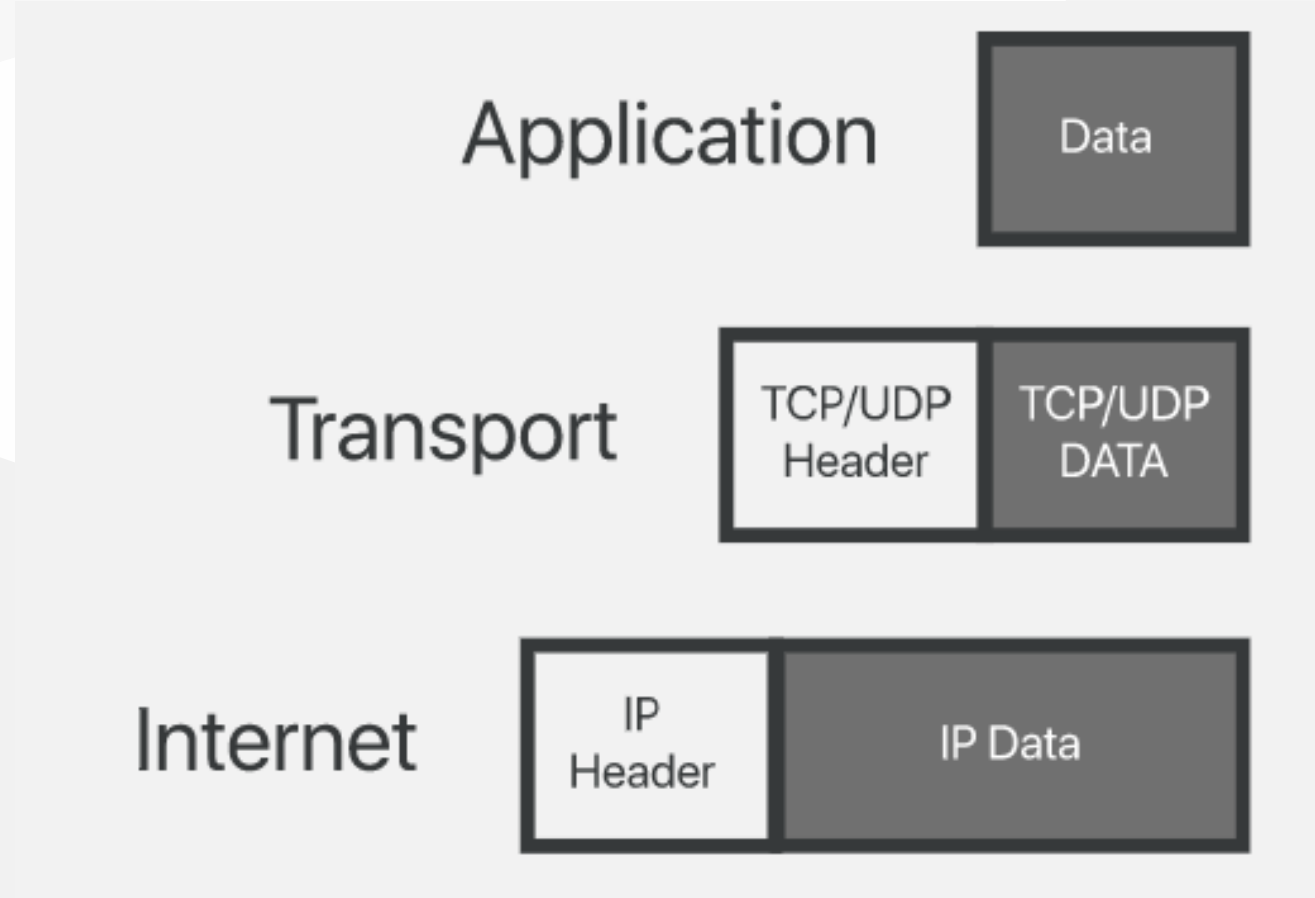 Application
Data
Transport
TCP/UDP
Header
TCP/UDP
DATA
Internet
IP
Header
IP Data